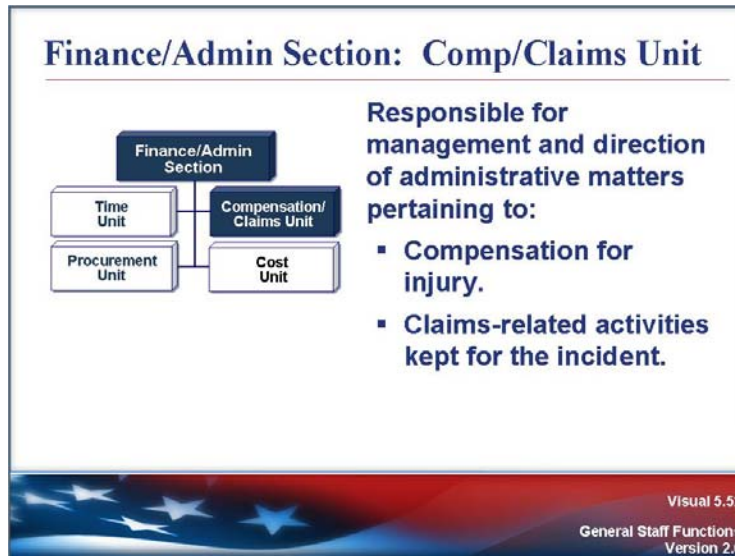 Finance/Admin Section: Comp/Claims Unit
Finance/Admin
Section
Time
Unit
Compensation/
Claims Unit
Procurement
Unit
Cost
Unit
Responsible for
management and direction
of administrative matters
pertaining to:
▪ Compensation for
injury.
▪ Claims-related activities
kept for the incident.
Visual 5.5
General Staff Function
Version 2.